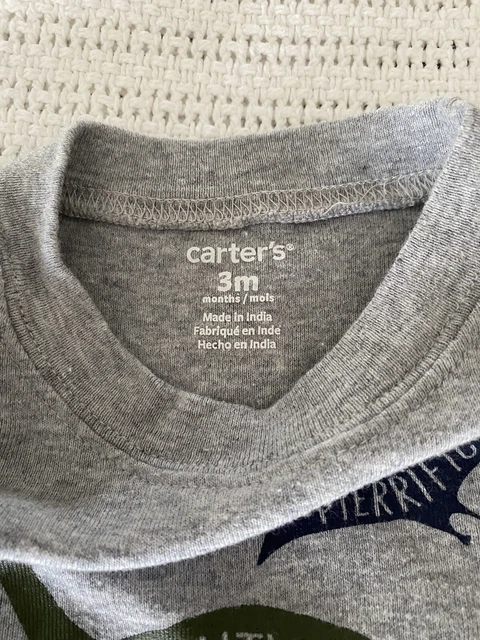 carter's®
3m
months / mois
Made in India
Fabriqué en Inde
Hecho en India